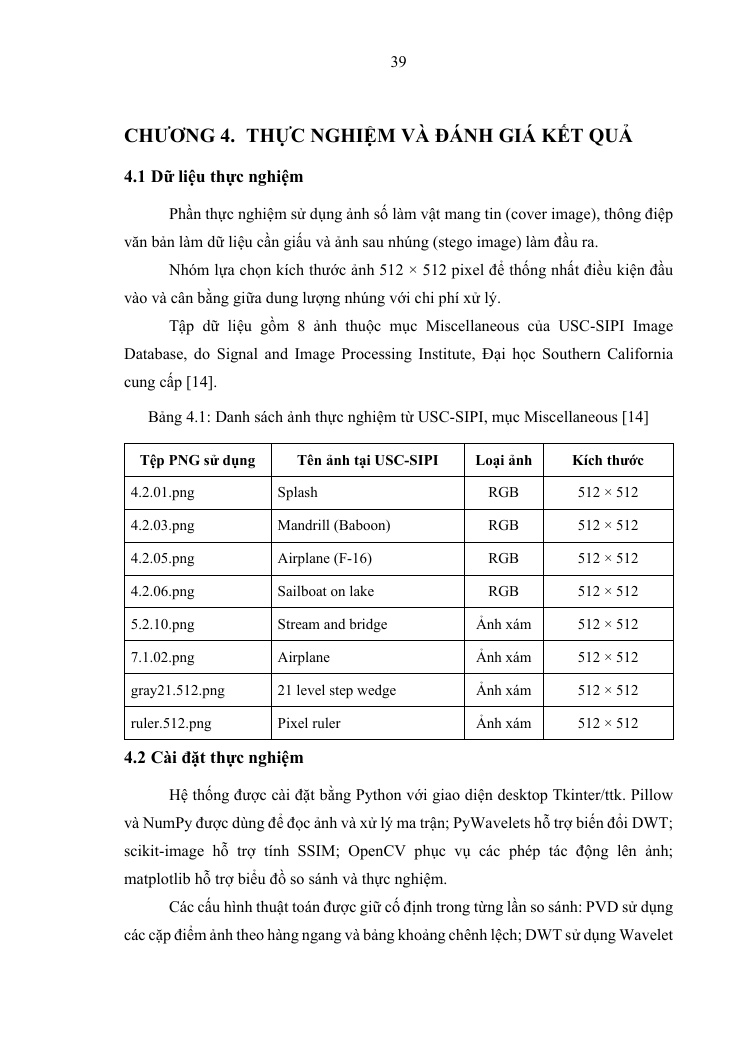 39
CHƯƠNG 4. THỰC NGHIỆM VÀ ĐÁNH GIÁ KẾT QUẢ
4.1 Dữ liệu thực nghiệm
Phần thực nghiệm sử dụng ảnh số làm vật mang tin (cover image), thông điệp
văn bản làm dữ liệu cần giấu và ảnh sau nhúng (stego image) làm đầu ra.
Nhóm lựa chọn kích thước ảnh 512 × 512 pixel để thống nhất điều kiện đầu
vào và cân bằng giữa dung lượng nhúng với chi phí xử lý.
Tập dữ liệu gồm 8 ảnh thuộc mục Miscellaneous của USC-SIPI Image
Database, do Signal and Image Processing Institute, Đại học Southern California
cung cấp [14].
Bảng 4.1: Danh sách ảnh thực nghiệm từ USC-SIPI, mục Miscellaneous [14]
Tệp PNG sử dụng Tên ảnh tại USC-SIPI Loại ảnh Kích thước
4.2.01.png Splash RGB 512 × 512
4.2.03.png Mandrill (Baboon) RGB 512 × 512
4.2.05.png Airplane (F-16) RGB 512 × 512
4.2.06.png Sailboat on lake RGB 512 × 512
5.2.10.png Stream and bridge Ảnh xám 512 × 512
7.1.02.png Airplane Ảnh xám 512 × 512
gray21.512.png 21 level step wedge Ảnh xám 512 × 512
ruler.512.png Pixel ruler Ảnh xám 512 × 512
4.2 Cài đặt thực nghiệm
Hệ thống được cài đặt bằng Python với giao diện desktop Tkinter/ttk. Pillow
và NumPy được dùng để đọc ảnh và xử lý ma trận; PyWavelets hỗ trợ biến đổi DWT;
scikit-image hỗ trợ tính SSIM; OpenCV phục vụ các phép tác động lên ảnh;
matplotlib hỗ trợ biểu đồ so sánh và thực nghiệm.
Các cấu hình thuật toán được giữ cố định trong từng lần so sánh: PVD sử dụng
các cặp điểm ảnh theo hàng ngang và bảng khoảng chênh lệch; DWT sử dụng Wavelet